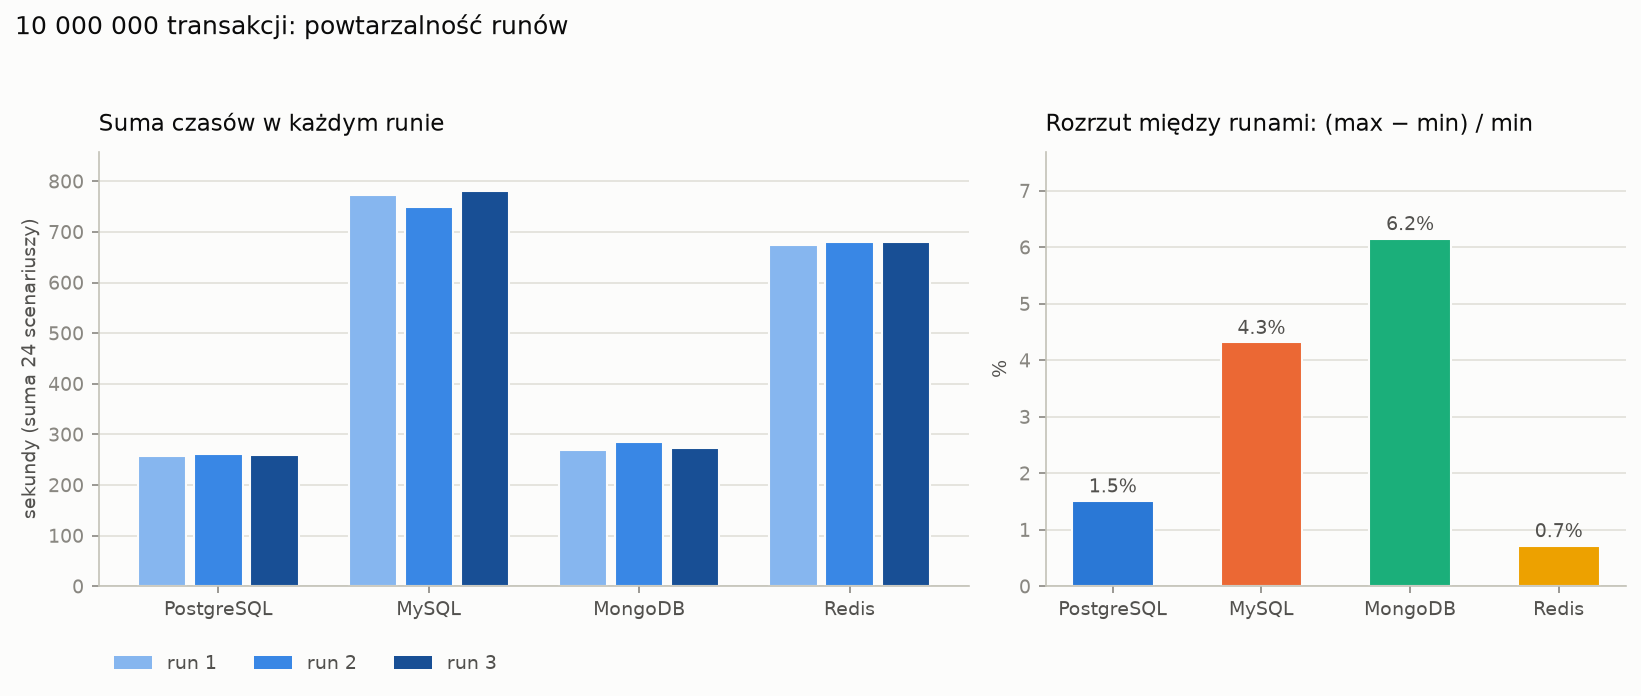 10 000 000 transakcji: powtarzalność runów
Suma czasów w każdym runie
sekundy (suma 24 scenariuszy)
800
700
600
500
400
300
200
100
0
PostgreSQL
MySQL
MongoDB
Redis
run 1
run 2
run 3
Rozrzut między runami: (max − min) / min
%
7
6
5
4
3
2
1
0
1.5%
4.3%
6.2%
0.7%
PostgreSQL
MySQL
MongoDB
Redis